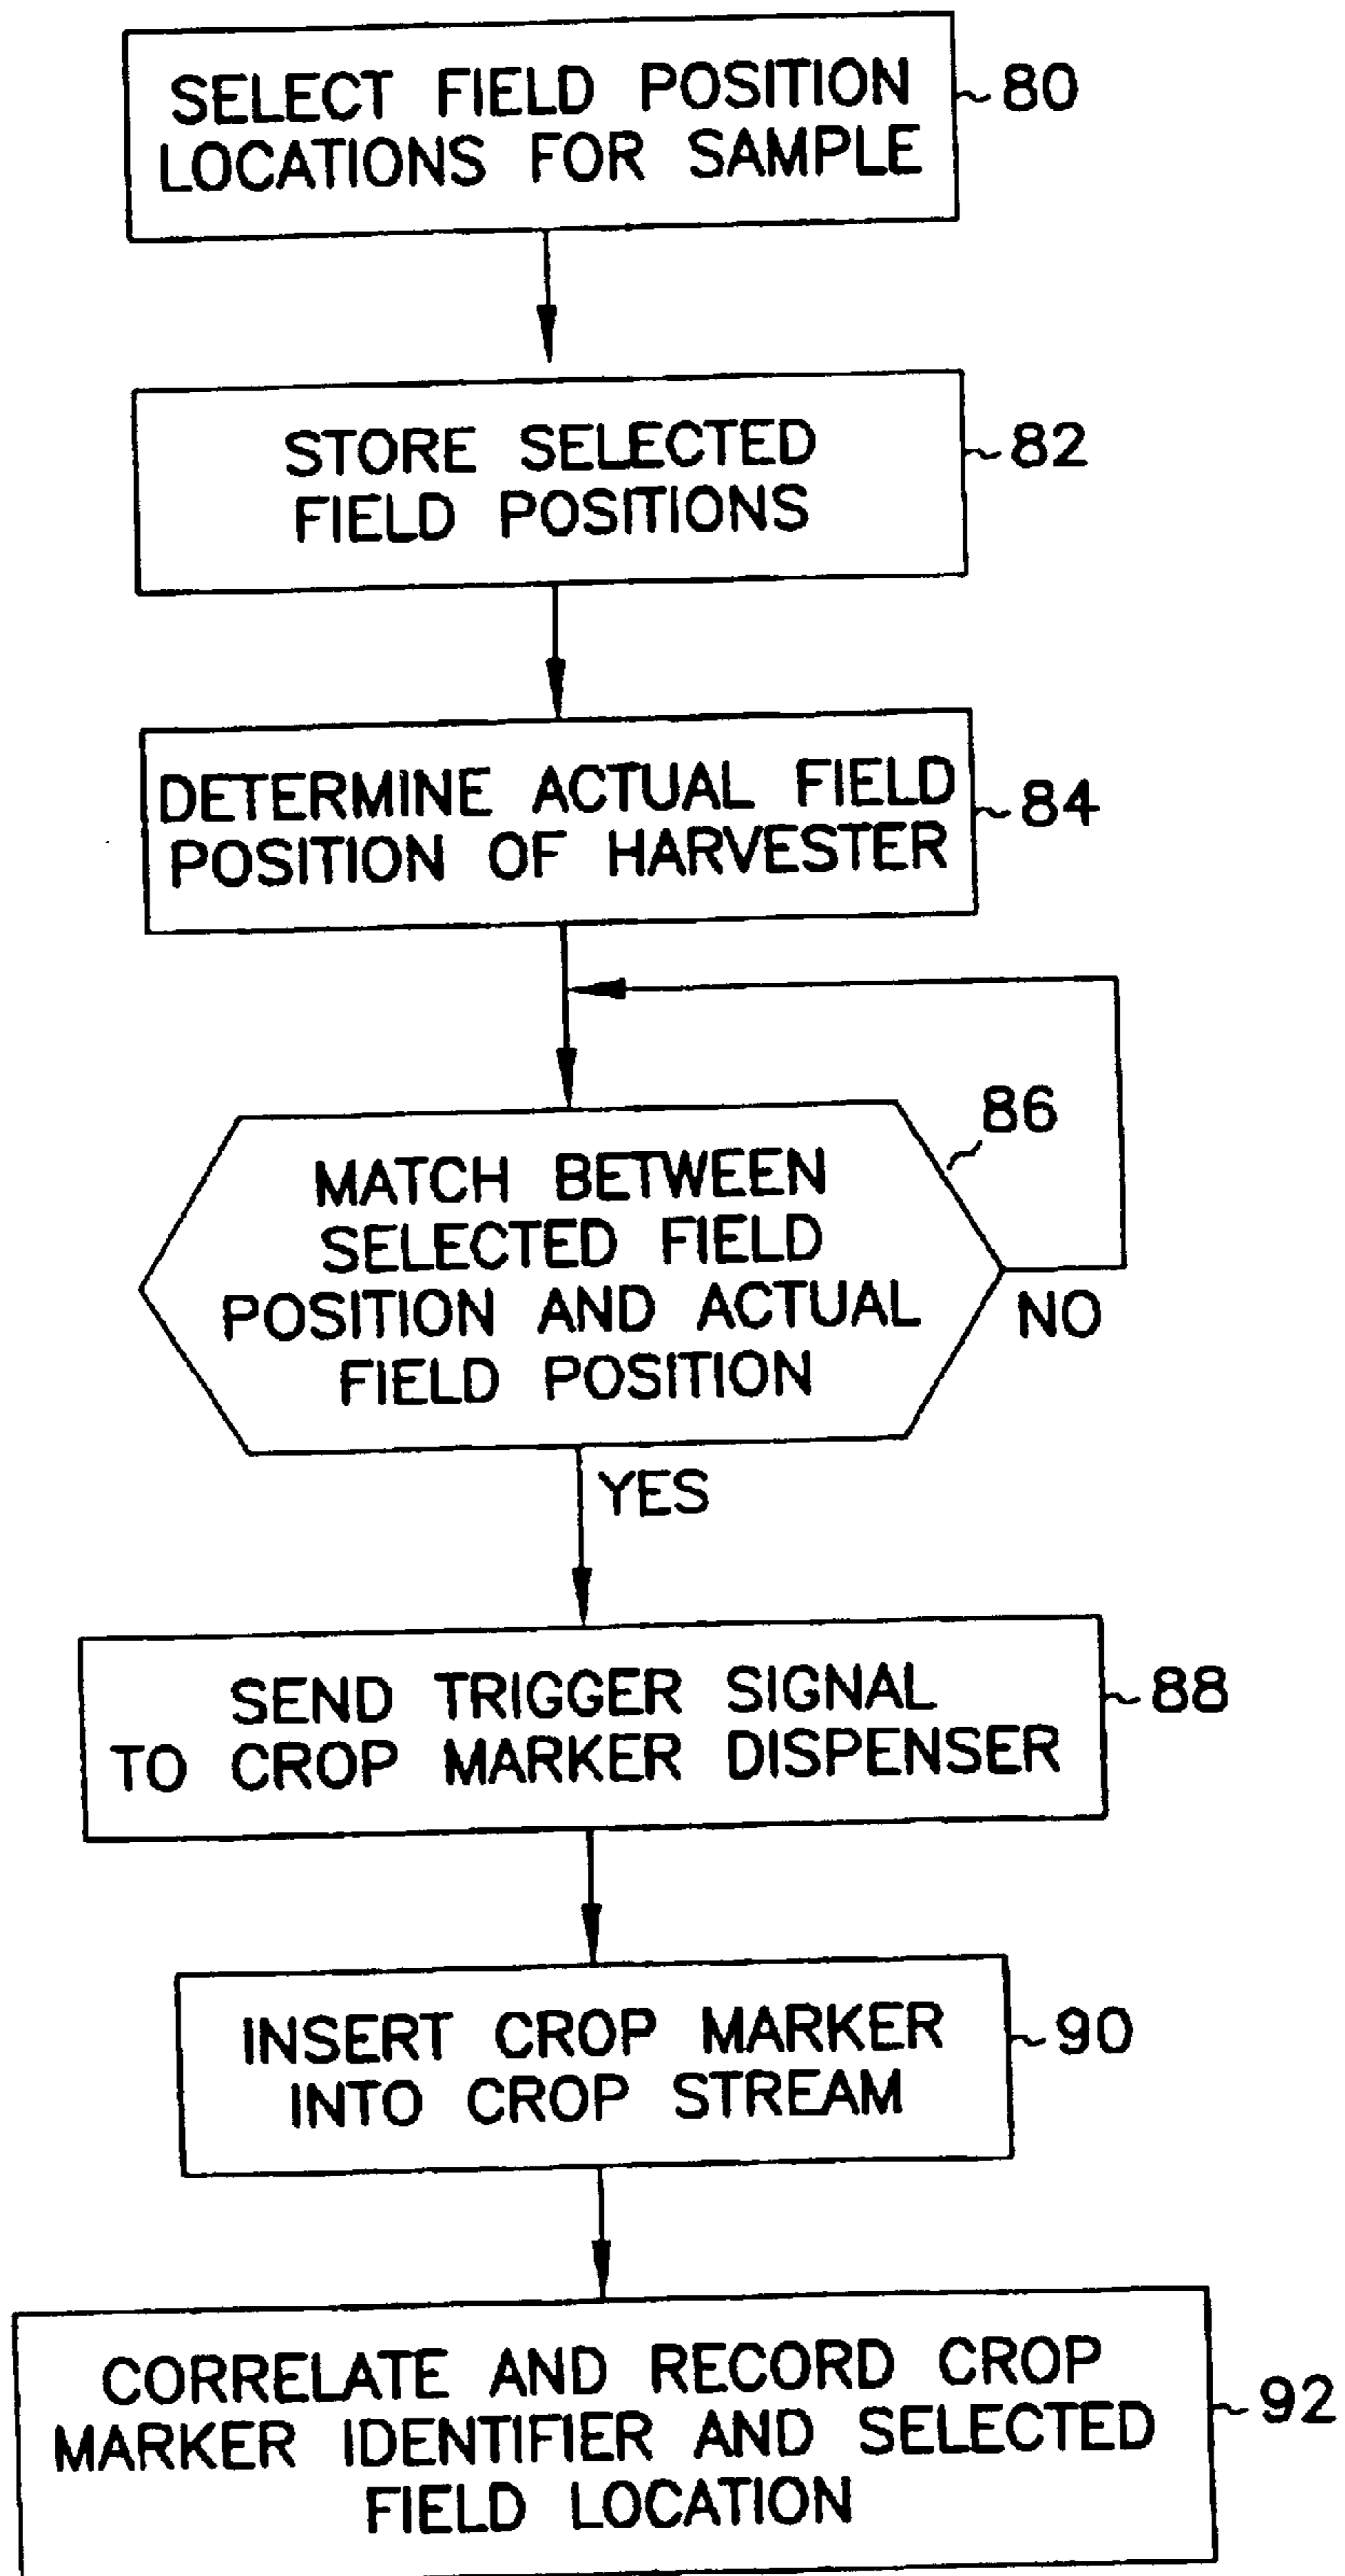 SELECT FIELD POSITION
LOCATIONS FOR SAMPLE
80
STORE SELECTED
FIELD POSITIONS
82
DETERMINE ACTUAL FIELD
POSITION OF HARVESTER
84
86
MATCH BETWEEN
SELECTED FIELD
POSITION AND ACTUAL
FIELD POSITION
NO
YES
SEND TRIGGER SIGNAL
TO CROP MARKER DISPENSER
88
INSERT CROP MARKER
INTO CROP STREAM
90
CORRELATE AND RECORD CROP
MARKER IDENTIFIER AND SELECTED
FIELD LOCATION
92